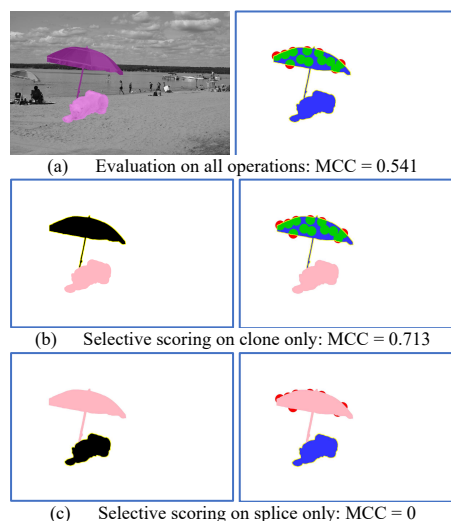 (a) Evaluation on all operations: MCC = 0.541
(b) Selective scoring on clone only: MCC = 0.713
(c) Selective scoring on splice only: MCC = 0